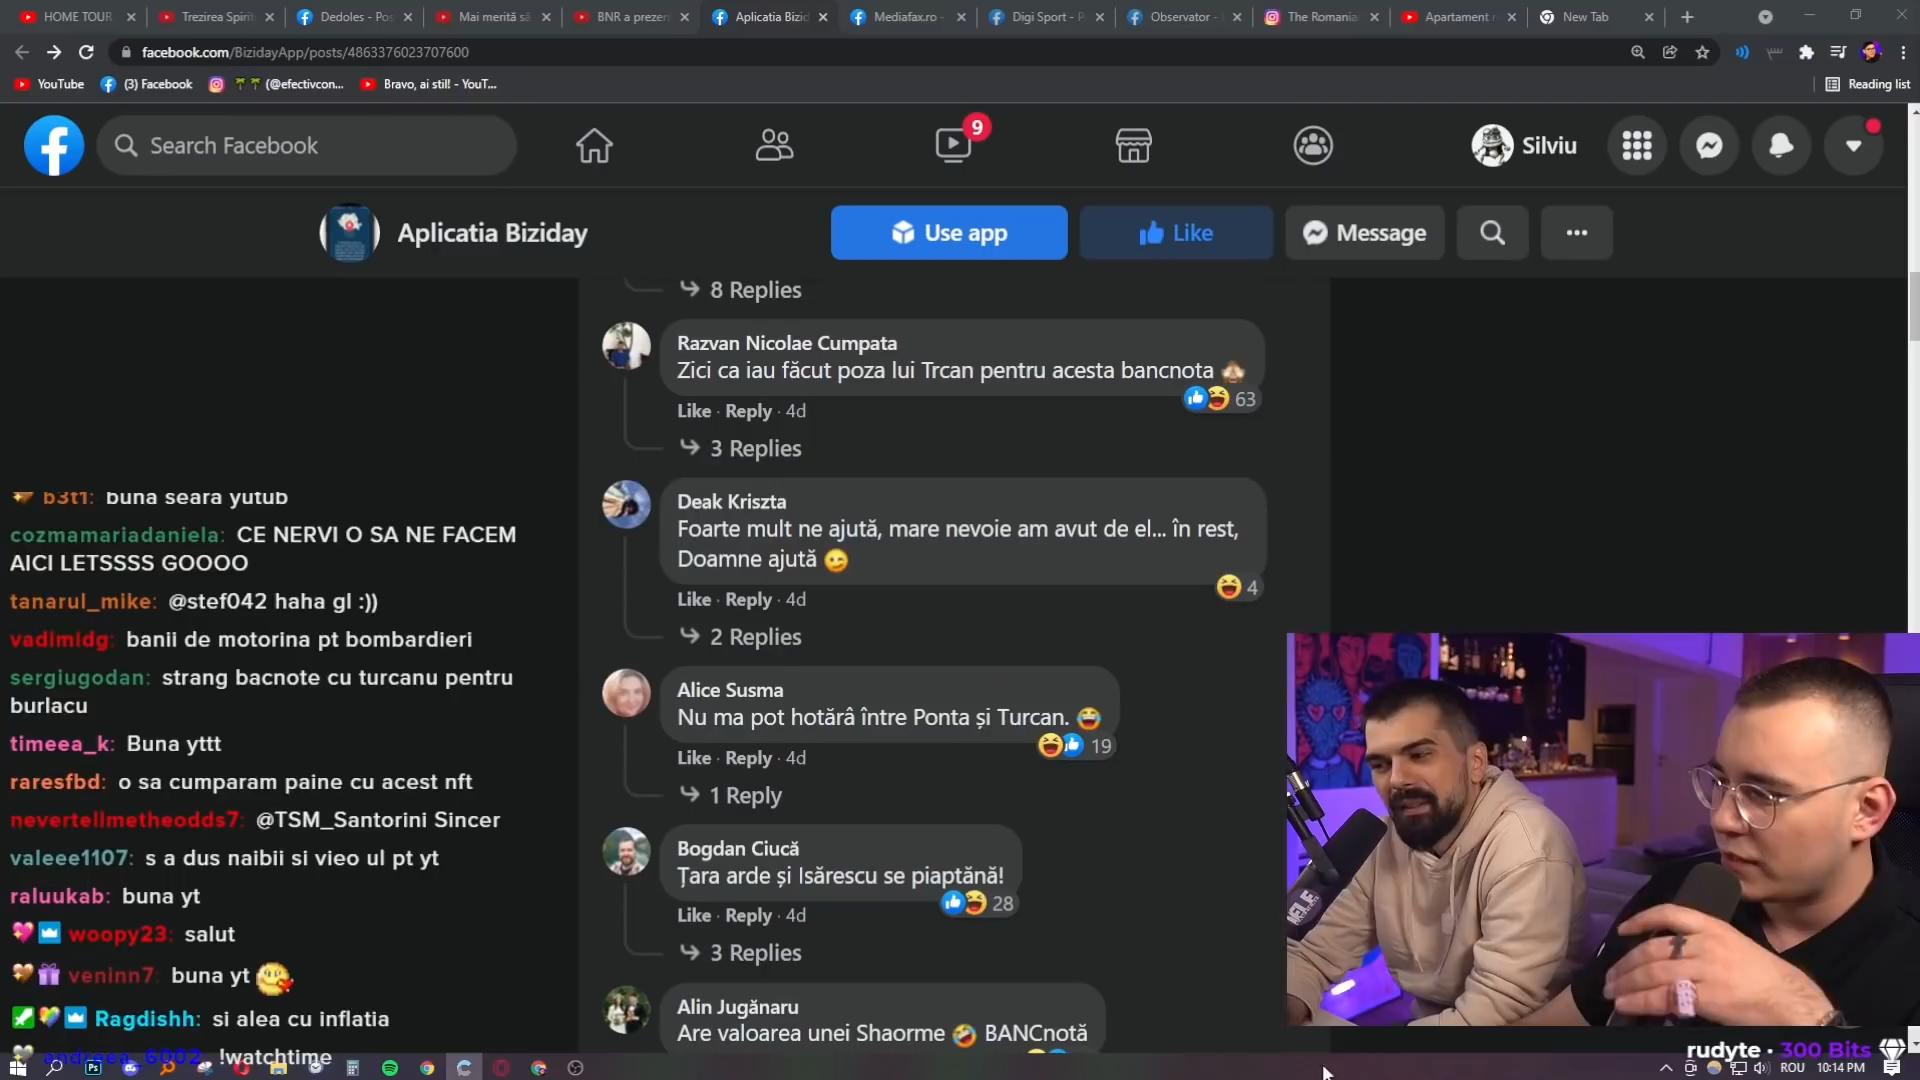 HOME TOUR
Trezirea Spirit
Dedoles - Pos
Mai merită să
BNR a prezen
Aplicatia Bizid
Mediafax.ro -
Digi Sport - P
Observator -
The Romania
Apartament
New Tab
facebook.com/BizidayApp/posts/4863376023707600
YouTube
(3) Facebook
(@efectivcon...
Bravo, ai stil! - YouT...
Reading list
Search Facebook
9
Silviu
Aplicatia Biziday
Use app
Like
Message
8 Replies
Razvan Nicolae Cumpata
Zici ca iau făcut poza lui Trcan pentru acesta bancnota 🙈
63
Like · Reply · 4d
3 Replies
Deak Kriszta
Foarte mult ne ajută, mare nevoie am avut de el... în rest,
Doamne ajută 😉
4
Like · Reply · 4d
2 Replies
Alice Susma
Nu ma pot hotărâ între Ponta și Turcan. 😂
19
Like · Reply · 4d
1 Reply
Bogdan Ciucă
Țara arde și Isărescu se piaptănă!
28
Like · Reply · 4d
3 Replies
Alin Jugănaru
Are valoarea unei Shaorme 🤣 BANCnotă
b3t1: buna seara yutub
cozmamariadaniela: CE NERVI O SA NE FACEM
AICI LETSSSS GOOOO
tanarul_mike: @stef042 haha gl :))
vadimidg: banii de motorina pt bombardieri
sergiugodan: strang bacnote cu turcanu pentru
burlacu
timeea_k: Buna yttt
raresfbd: o sa cumparam paine cu acest nft
nevertellmetheodds7: @TSM_Santorini Sincer
valeee1107: s a dus naibii si vieo ul pt yt
raluukab: buna yt
woopy23: salut
veninn7: buna yt
Ragdishh: si alea cu inflatia
andreea_6002: !watchtime
rudyte · 300 Bits
ROU
10:14 PM